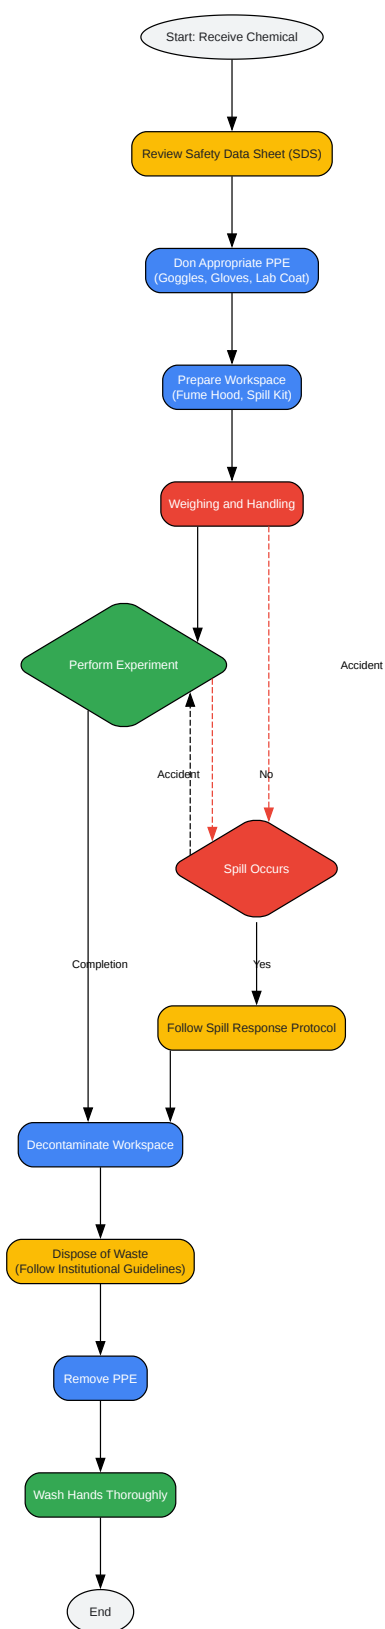 Start: Receive Chemical
Review Safety Data Sheet (SDS)
Don Appropriate PPE
(Goggles, Gloves, Lab Coat)
Prepare Workspace
(Fume Hood, Spill Kit)
Weighing and Handling
Perform Experiment
Accident
Accident
No
Spill Occurs
Completion
Yes
Follow Spill Response Protocol
Decontaminate Workspace
Dispose of Waste
(Follow Institutional Guidelines)
Remove PPE
Wash Hands Thoroughly
End